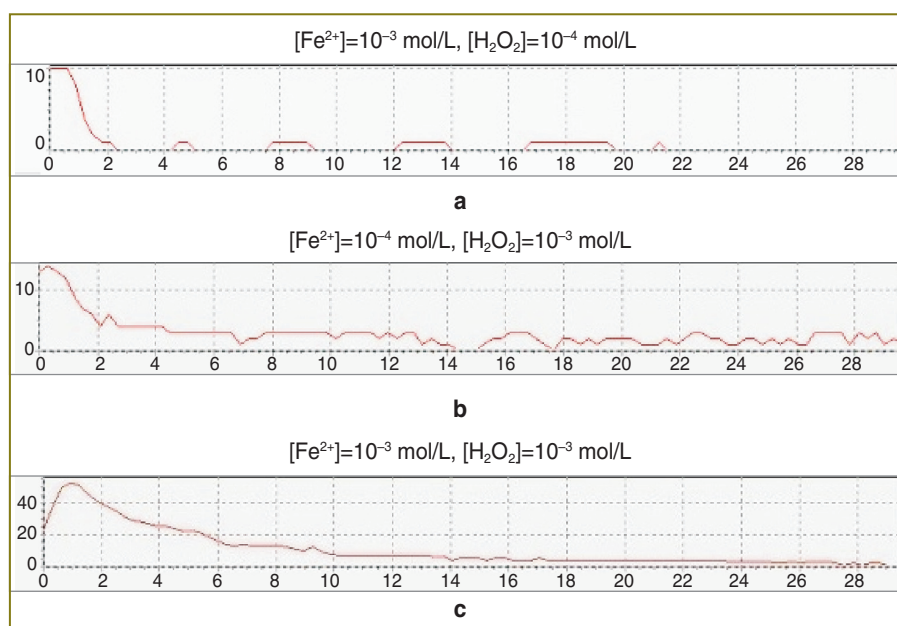 [Fe²⁺]=10⁻³ mol/L, [H₂O₂]=10⁻⁴ mol/L
10
0
0 2 4 6 8 10 12 14 16 18 20 22 24 26 28
a
[Fe²⁺]=10⁻⁴ mol/L, [H₂O₂]=10⁻³ mol/L
10
0
0 2 4 6 8 10 12 14 16 18 20 22 24 26 28
b
[Fe²⁺]=10⁻³ mol/L, [H₂O₂]=10⁻³ mol/L
40
20
0
0 2 4 6 8 10 12 14 16 18 20 22 24 26 28
c